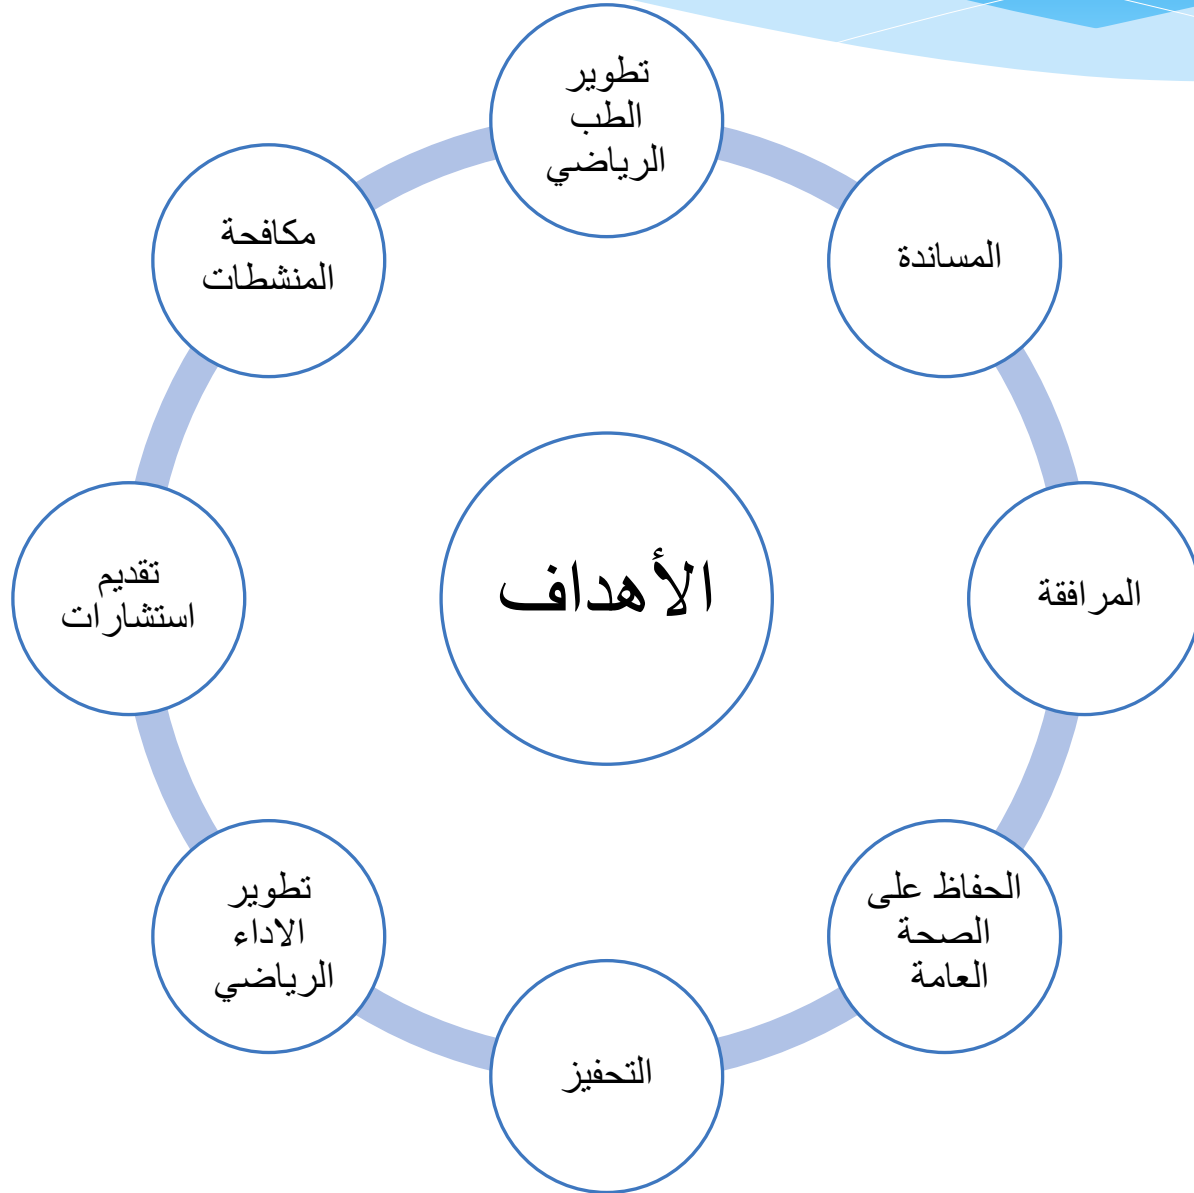 تطوير
الطب
الرياضي
المساندة
المرافقة
الحفاظ على
الصحة
العامة
التحفيز
تطوير
الاداء
الرياضي
تقديم
استشارات
مكافحة
المنشطات
الأهداف